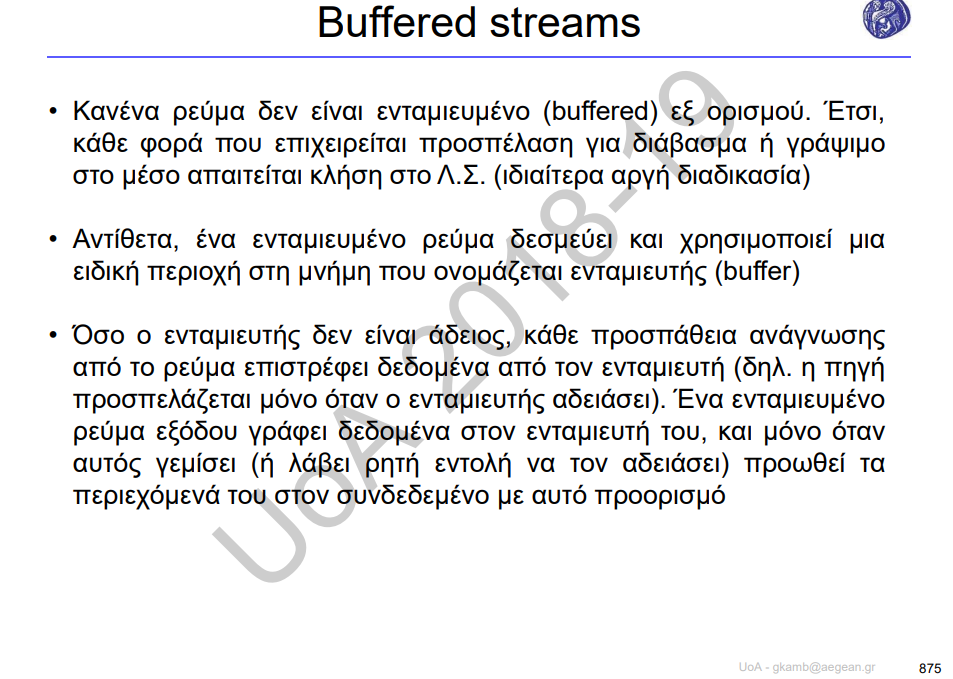 Buffered streams
• Κανένα ρεύμα δεν είναι ενταμιευμένο (buffered) εξ ορισμού. Έτσι,
κάθε φορά που επιχειρείται προσπέλαση για διάβασμα ή γράψιμο
στο μέσο απαιτείται κλήση στο Λ.Σ. (ιδιαίτερα αργή διαδικασία)
• Αντίθετα, ένα ενταμιευμένο ρεύμα δεσμεύει και χρησιμοποιεί μια
ειδική περιοχή στη μνήμη που ονομάζεται ενταμιευτής (buffer)
• Όσο ο ενταμιευτής δεν είναι άδειος, κάθε προσπάθεια ανάγνωσης
από το ρεύμα επιστρέφει δεδομένα από τον ενταμιευτή (δηλ. η πηγή
προσπελάζεται μόνο όταν ο ενταμιευτής αδειάσει). Ένα ενταμιευμένο
ρεύμα εξόδου γράφει δεδομένα στον ενταμιευτή του, και μόνο όταν
αυτός γεμίσει (ή λάβει ρητή εντολή να τον αδειάσει) προωθεί τα
περιεχόμενά του στον συνδεδεμένο με αυτό προορισμό
UoA 2018-19
UoA - gkamb@aegean.gr
875